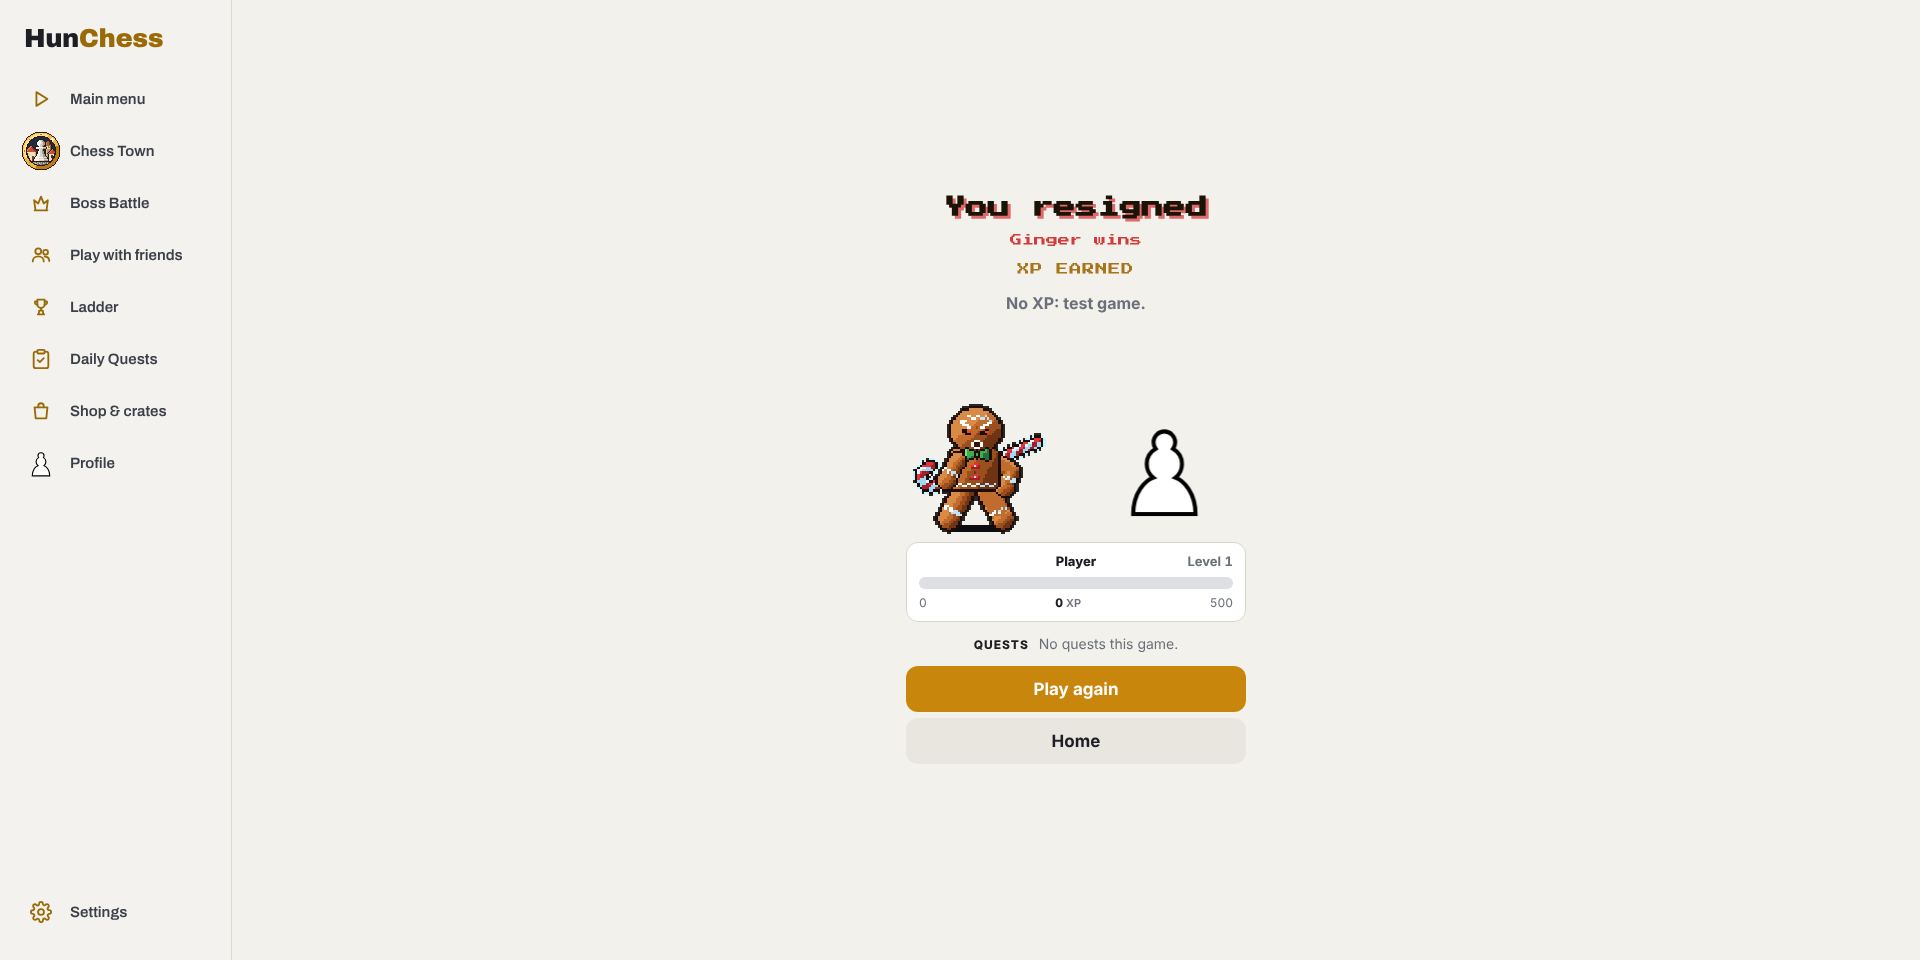 HunChess
Main menu
Chess Town
Boss Battle
Play with friends
Ladder
Daily Quests
Shop & crates
Profile
Settings
You resigned
Ginger wins
XP EARNED
No XP: test game.
Player Level 1
0 0 XP 500
QUESTS No quests this game.
Play again
Home